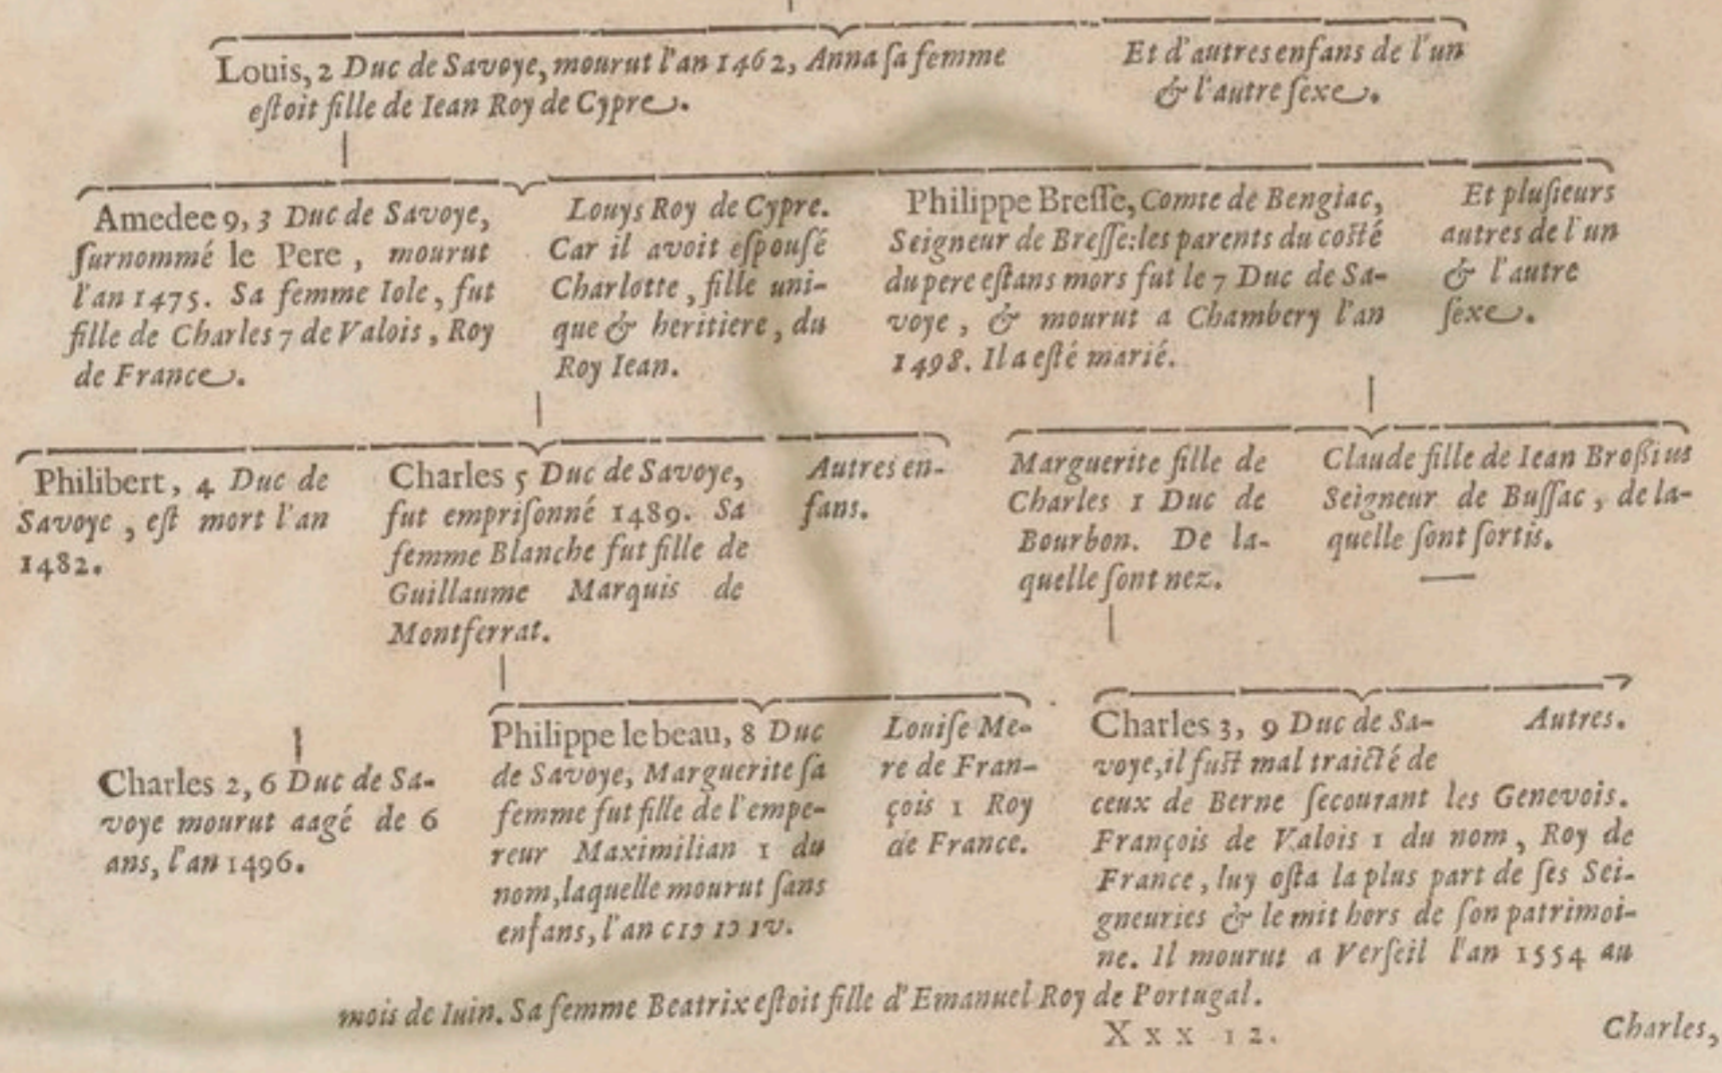 Louis, 2 Duc de Savoye, mourut l'an 1462, Anna ſa femme
eſtoit fille de Iean Roy de Cypre.
Et d'autres enfans de l'un
& l'autre ſexe.
Amedee 9, 3 Duc de Savoye,
ſurnommé le Pere, mourut
l'an 1475. Sa femme Iole, fut
fille de Charles 7 de Valois, Roy
de France.
Louys Roy de Cypre.
Car il avoit eſpouſé
Charlotte, fille uni-
que & heritiere, du
Roy Iean.
Philippe Breſſe, Comte de Bengiac,
Seigneur de Breſſe: les parents du coſté
du pere eſtans mors fut le 7 Duc de Sa-
voye, & mourut a Chambery l'an
1498. Il a eſté marié.
Et pluſieurs
autres de l'un
& l'autre
ſexe.
Philibert, 4 Duc de
Savoye, eſt mort l'an
1482.
Charles 5 Duc de Savoye,
fut empriſonné 1489. Sa
femme Blanche fut fille de
Guillaume Marquis de
Montferrat.
Autres en-
fans.
Marguerite fille de
Charles 1 Duc de
Bourbon. De la-
quelle ſont nez.
Claude fille de Iean Broßius
Seigneur de Buſſac, de la-
quelle ſont ſortis.
Charles 2, 6 Duc de Sa-
voye mourut aagé de 6
ans, l'an 1496.
Philippe le beau, 8 Duc
de Savoye, Marguerite ſa
femme fut fille de l'empe-
reur Maximilian 1 du
nom, laquelle mourut ſans
enfans, l'an cIↄ Iↄ Iv.
Louiſe Me-
re de Fran-
çois 1 Roy
de France.
Charles 3, 9 Duc de Sa-
voye, il fuſt mal traicté de
ceux de Berne ſecourant les Genevois.
François de Valois 1 du nom, Roy de
France, luy oſta la plus part de ſes Sei-
gneuries & le mit hors de ſon patrimoi-
ne. Il mourut a Verſeil l'an 1554 au
mois de Iuin. Sa femme Beatrix eſtoit fille d'Emanuel Roy de Portugal.
Autres.
X x x 1 2.
Charles,